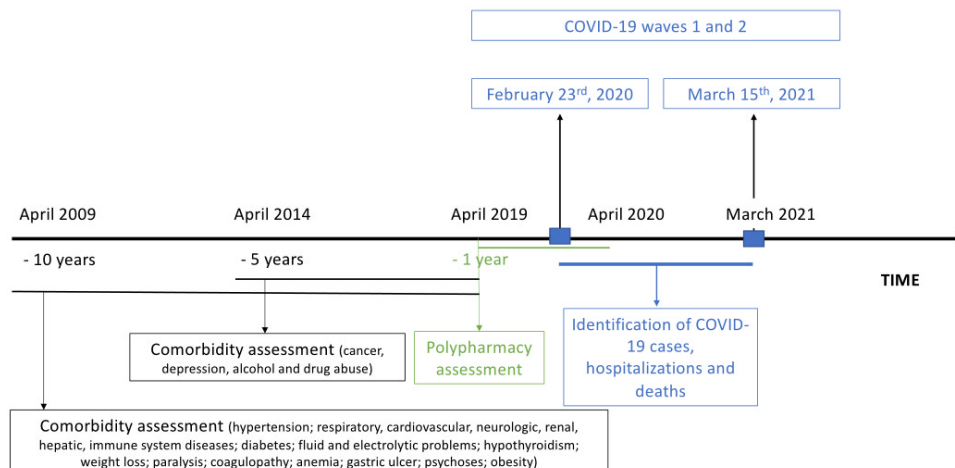 COVID-19 waves 1 and 2
February 23rd, 2020
March 15th, 2021
April 2009
April 2014
April 2019
April 2020
March 2021
- 10 years
- 5 years
- 1 year
TIME
Comorbidity assessment (cancer,
depression, alcohol and drug abuse)
Polypharmacy
assessment
Identification of COVID-
19 cases,
hospitalizations and
deaths
Comorbidity assessment (hypertension; respiratory, cardiovascular, neurologic, renal,
hepatic, immune system diseases; diabetes; fluid and electrolytic problems; hypothyroidism;
weight loss; paralysis; coagulopathy; anemia; gastric ulcer; psychoses; obesity)